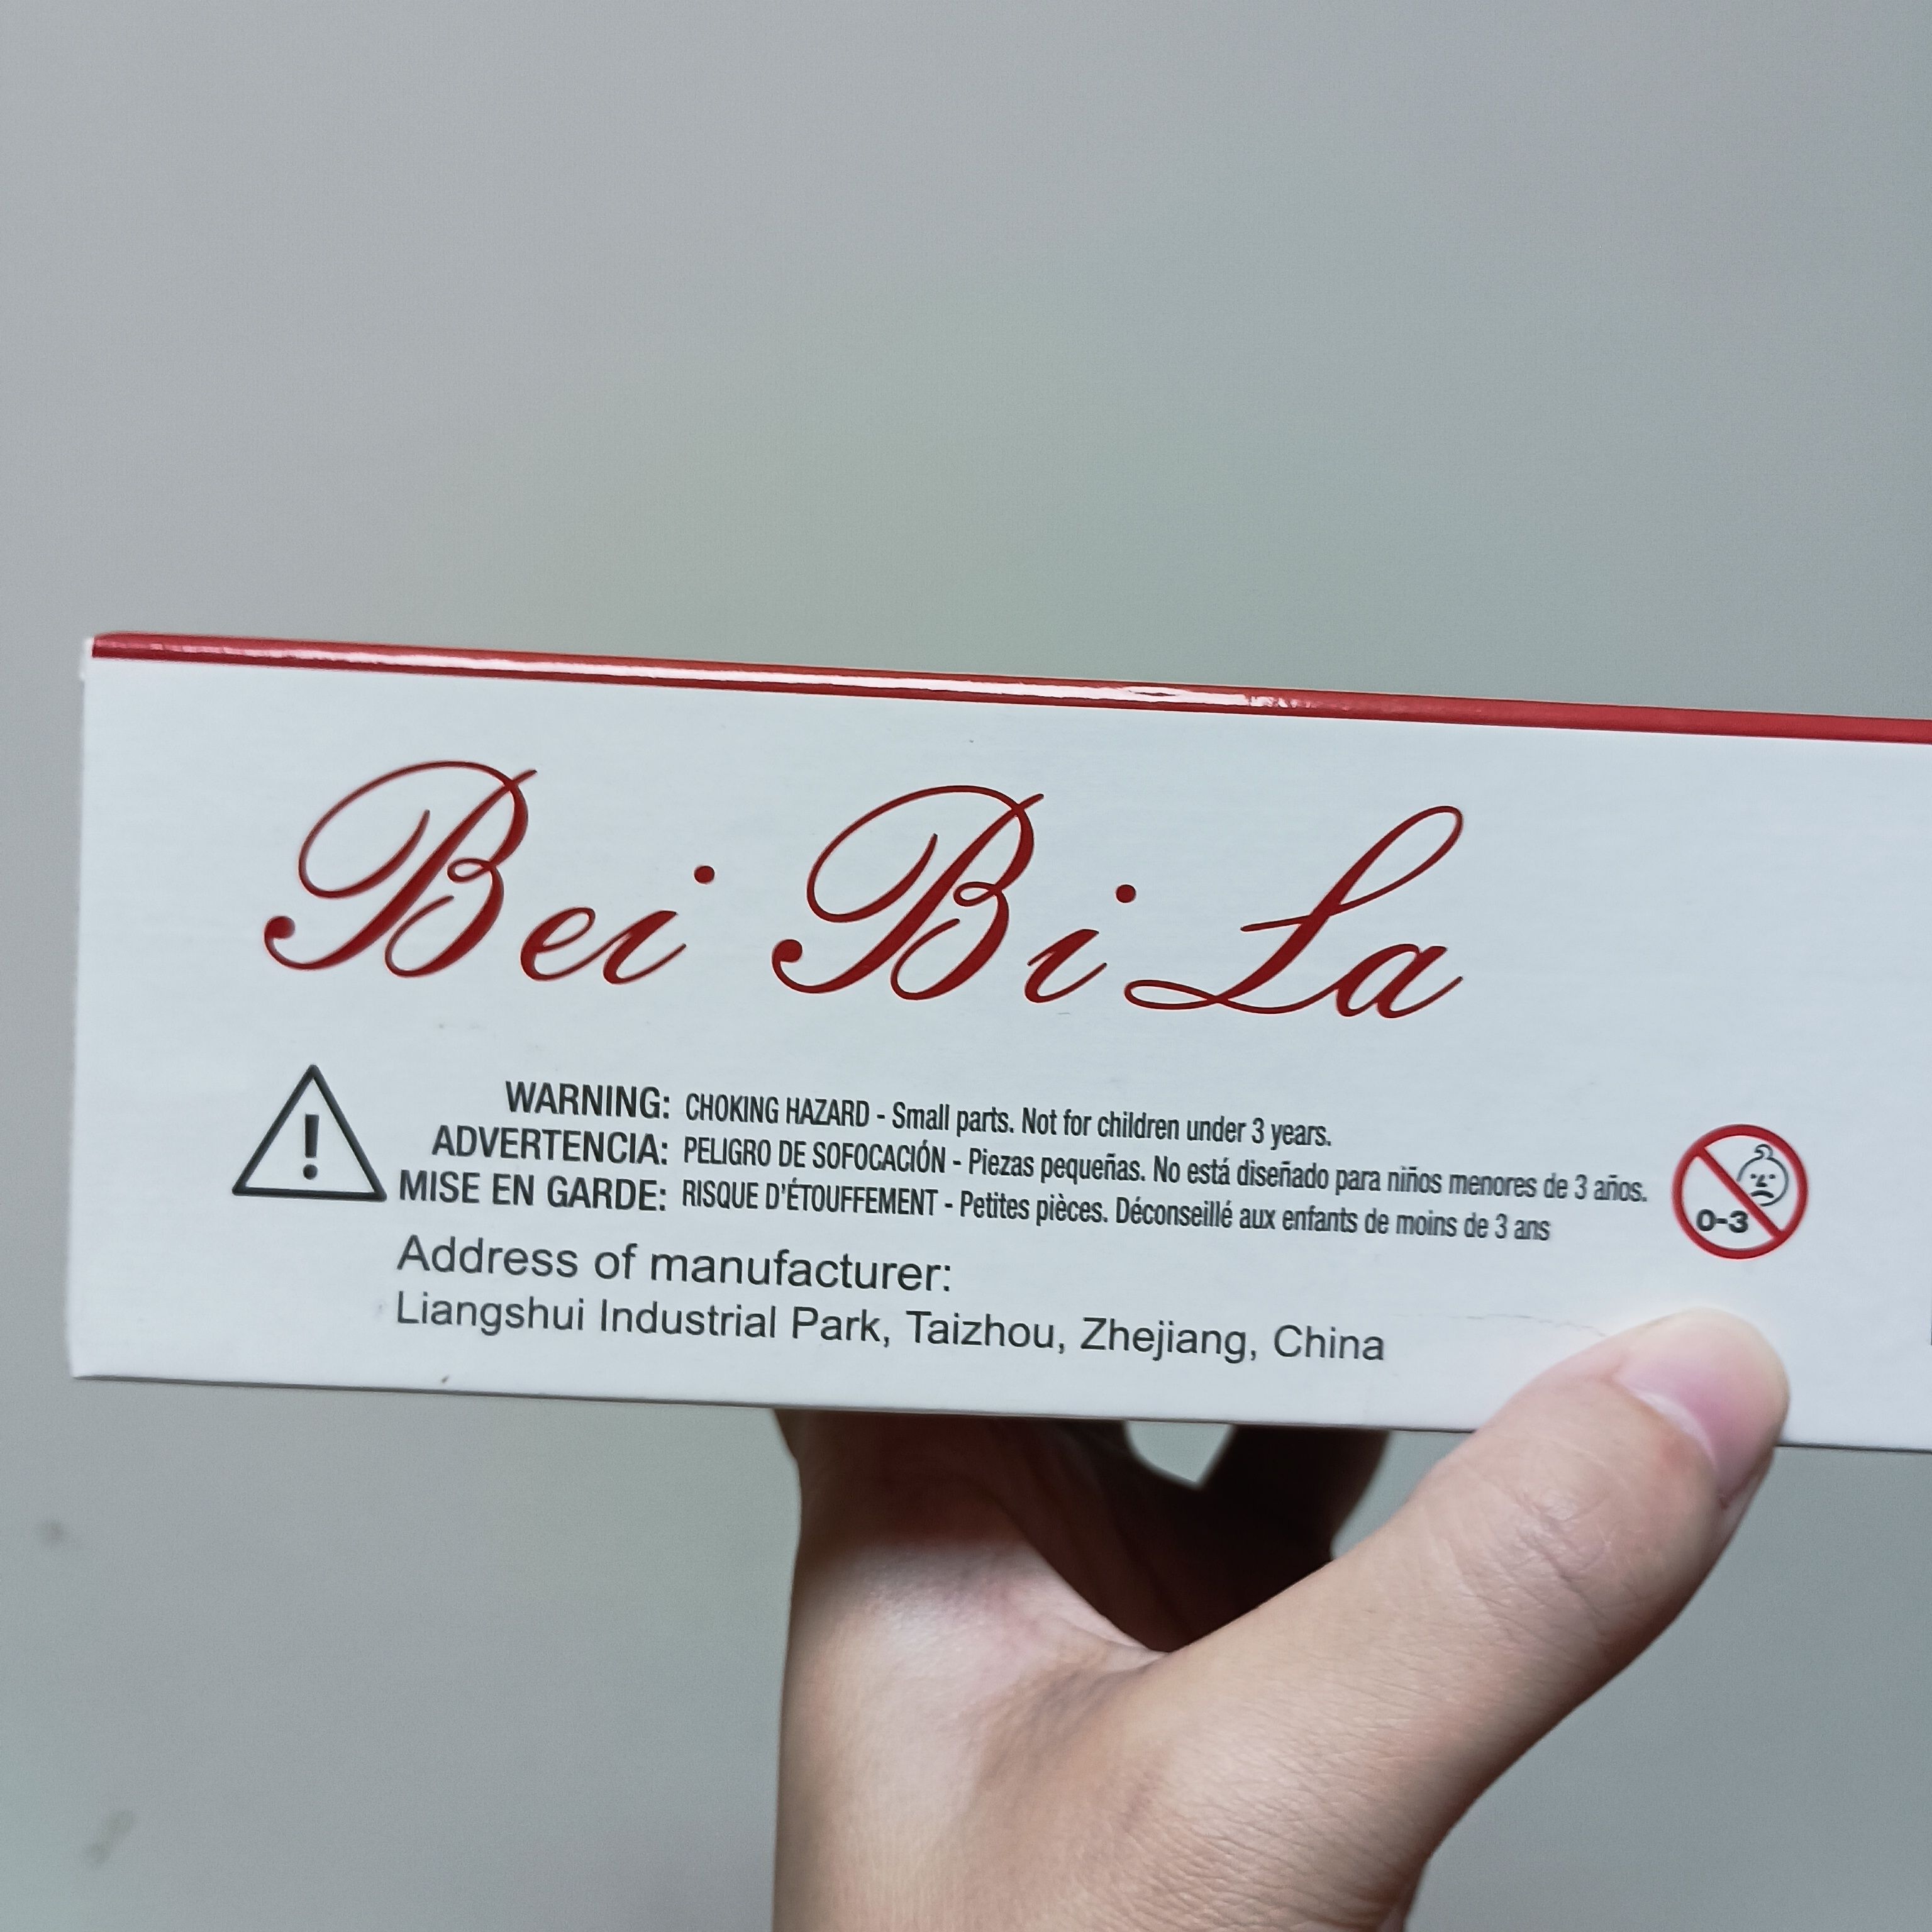 Bei Bi La
WARNING: CHOKING HAZARD - Small parts. Not for children under 3 years.
ADVERTENCIA: PELIGRO DE SOFOCACIÓN - Piezas pequeñas. No está diseñado para niños menores de 3 años.
MISE EN GARDE: RISQUE D'ÉTOUFFEMENT - Petites pièces. Déconseillé aux enfants de moins de 3 ans
0-3
Address of manufacturer:
Liangshui Industrial Park, Taizhou, Zhejiang, China